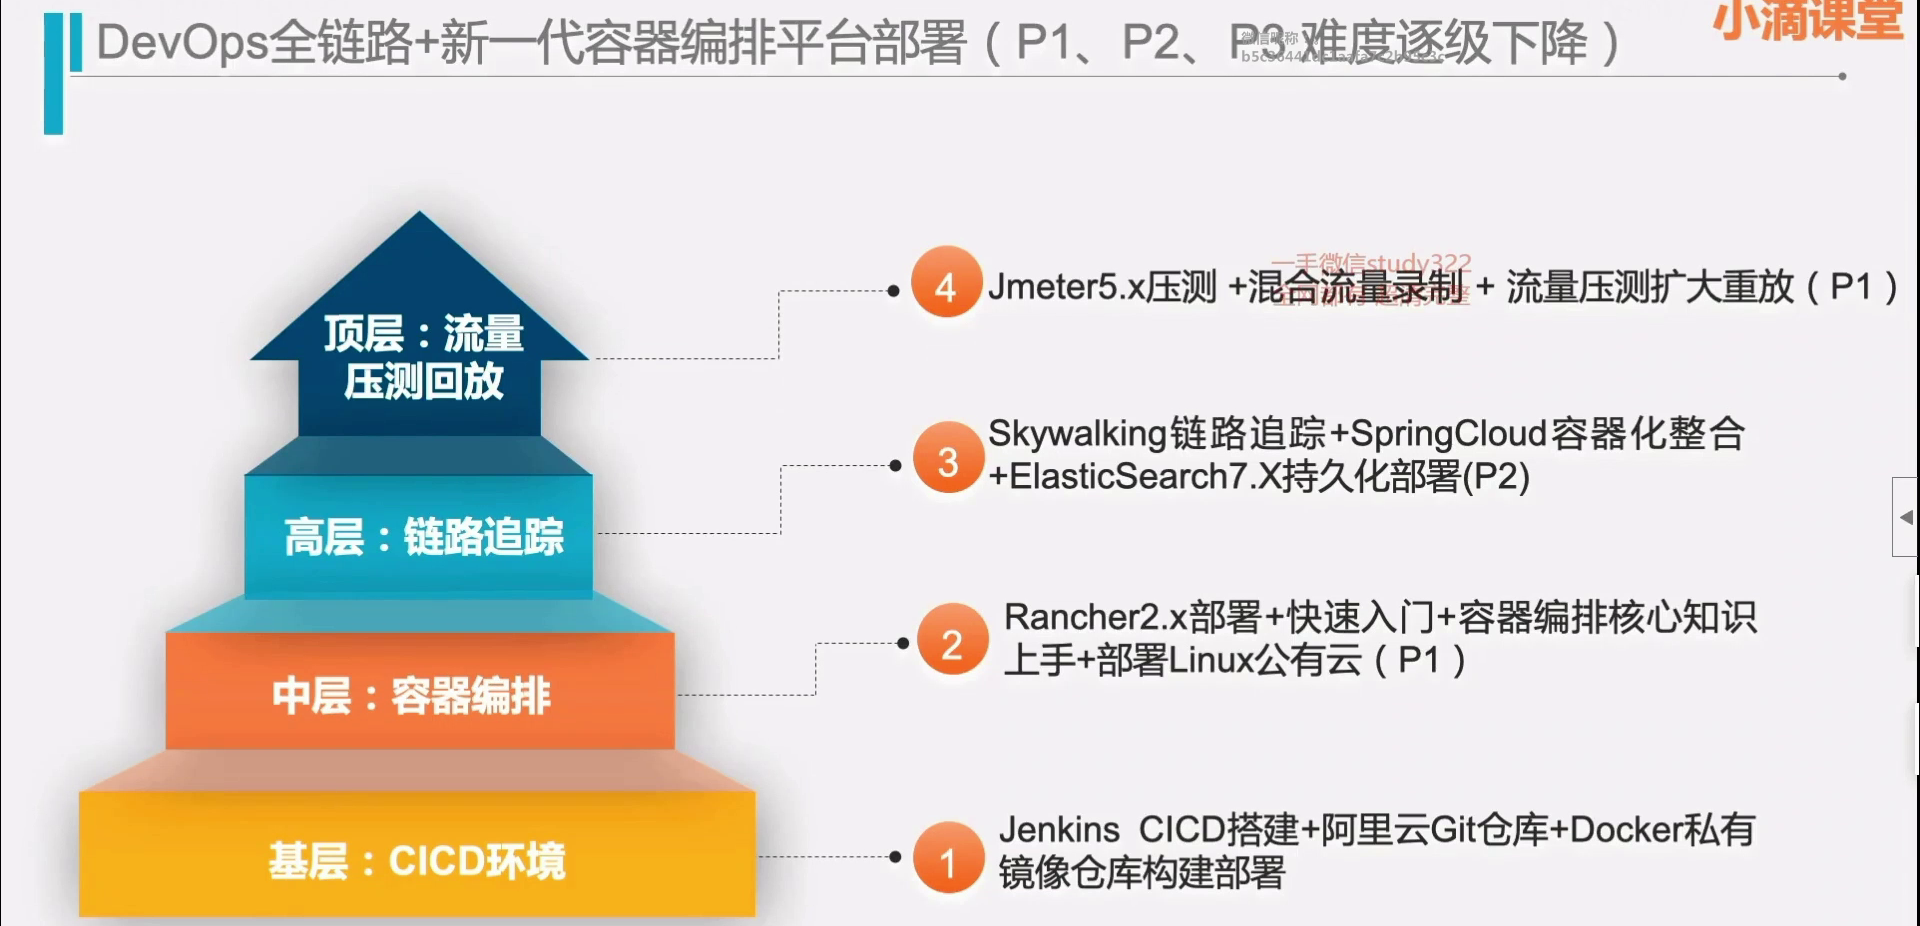 DevOps全链路+新一代容器编排平台部署（P1、P2、P3 难度逐级下降）
小滴课堂
微信昵称
一手微信study322
顶层：流量
压测回放
4
Jmeter5.x压测 +混合流量录制 + 流量压测扩大重放（P1）
高层：链路追踪
3
Skywalking链路追踪+SpringCloud容器化整合
+ElasticSearch7.X持久化部署(P2)
中层：容器编排
2
Rancher2.x部署+快速入门+容器编排核心知识
上手+部署Linux公有云（P1）
基层：CICD环境
1
Jenkins CICD搭建+阿里云Git仓库+Docker私有
镜像仓库构建部署